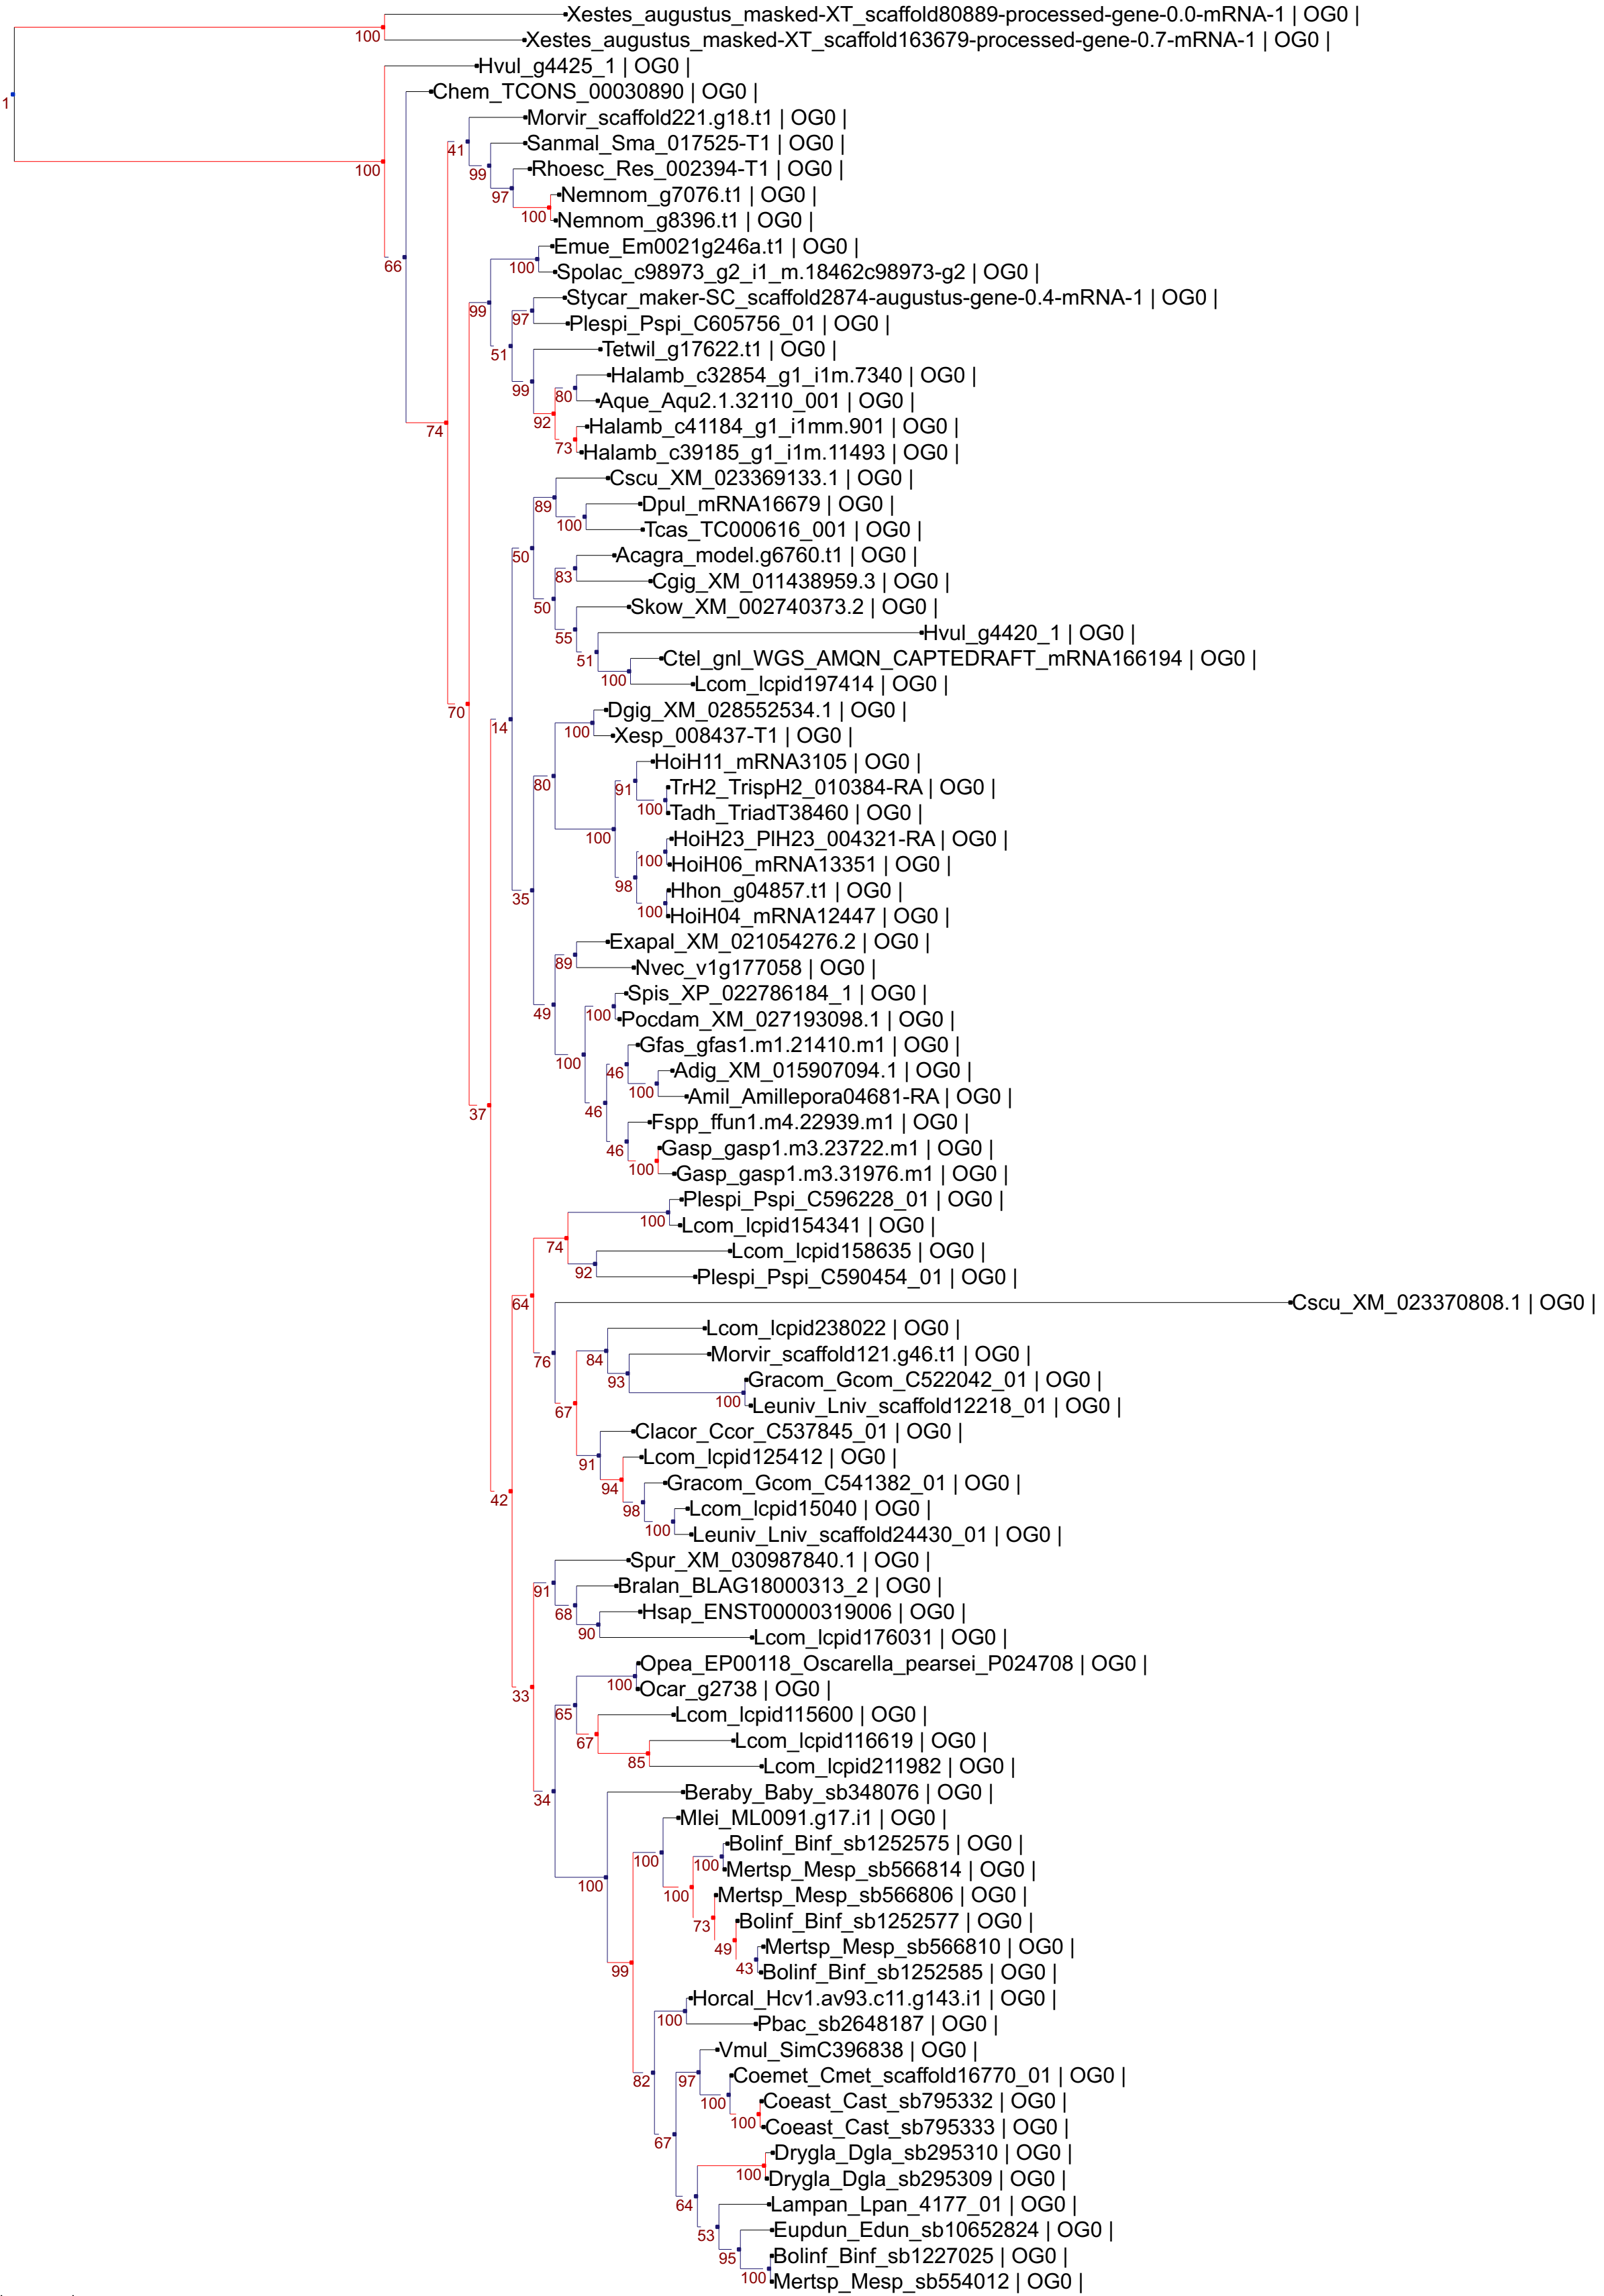 Xestes_augustus_masked-XT_scaffold80889-processed-gene-0.0-mRNA-1 | OG0 |
100
Xestes_augustus_masked-XT_scaffold163679-processed-gene-0.7-mRNA-1 | OG0 |
Hvul_g4425_1 | OG0 |
Chem_TCONS_00030890 | OG0 |
1
Morvir_scaffold221.g18.t1 | OG0 |
41
Sanmal_Sma_017525-T1 | OG0 |
100
Rhoesc_Res_002394-T1 | OG0 |
99
Nemnom_g7076.t1 | OG0 |
97
100
Nemnom_g8396.t1 | OG0 |
Emue_Em0021g246a.t1 | OG0 |
66
100
Spolac_c98973_g2_i1_m.18462c98973-g2 | OG0 |
Stycar_maker-SC_scaffold2874-augustus-gene-0.4-mRNA-1 | OG0 |
99
97
Plespi_Pspi_C605756_01 | OG0 |
51
Tetwil_g17622.t1 | OG0 |
Halamb_c32854_g1_i1m.7340 | OG0 |
99
80
Aque_Aqu2.1.32110_001 | OG0 |
92
Halamb_c41184_g1_i1mm.901 | OG0 |
74
73
Halamb_c39185_g1_i1m.11493 | OG0 |
Cscu_XM_023369133.1 | OG0 |
89
Dpul_mRNA16679 | OG0 |
100
Tcas_TC000616_001 | OG0 |
50
Acagra_model.g6760.t1 | OG0 |
83
Cgig_XM_011438959.3 | OG0 |
50
Skow_XM_002740373.2 | OG0 |
55
Hvul_g4420_1 | OG0 |
51
Ctel_gnl_WGS_AMQN_CAPTEDRAFT_mRNA166194 | OG0 |
100
Lcom_lcpid197414 | OG0 |
70
Dgig_XM_028552534.1 | OG0 |
14
100
Xesp_008437-T1 | OG0 |
HoiH11_mRNA3105 | OG0 |
80
91
TrH2_TrispH2_010384-RA | OG0 |
100
Tadh_TriadT38460 | OG0 |
100
HoiH23_PlH23_004321-RA | OG0 |
100
HoiH06_mRNA13351 | OG0 |
98
35
Hhon_g04857.t1 | OG0 |
100
HoiH04_mRNA12447 | OG0 |
Exapal_XM_021054276.2 | OG0 |
89
Nvec_v1g177058 | OG0 |
Spis_XP_022786184_1 | OG0 |
49
100
Pocdam_XM_027193098.1 | OG0 |
Gfas_gfas1.m1.21410.m1 | OG0 |
100
46
Adig_XM_015907094.1 | OG0 |
100
Amil_Amillepora04681-RA | OG0 |
37
46
Fspp_ffun1.m4.22939.m1 | OG0 |
46
Gasp_gasp1.m3.23722.m1 | OG0 |
100
Gasp_gasp1.m3.31976.m1 | OG0 |
Plespi_Pspi_C596228_01 | OG0 |
100
Lcom_lcpid154341 | OG0 |
74
Lcom_lcpid158635 | OG0 |
92
Plespi_Pspi_C590454_01 | OG0 |
64
Cscu_XM_023370808.1 | OG0 |
Lcom_lcpid238022 | OG0 |
76
84
Morvir_scaffold121.g46.t1 | OG0 |
93
Gracom_Gcom_C522042_01 | OG0 |
100
Leuniv_Lniv_scaffold12218_01 | OG0 |
67
Clacor_Ccor_C537845_01 | OG0 |
91
Lcom_lcpid125412 | OG0 |
94
Gracom_Gcom_C541382_01 | OG0 |
42
98
Lcom_lcpid15040 | OG0 |
100
Leuniv_Lniv_scaffold24430_01 | OG0 |
Spur_XM_030987840.1 | OG0 |
91
Bralan_BLAG18000313_2 | OG0 |
68
Hsap_ENST00000319006 | OG0 |
90
Lcom_lcpid176031 | OG0 |
Opea_EP00118_Oscarella_pearsei_P024708 | OG0 |
100
33
Ocar_g2738 | OG0 |
65
Lcom_lcpid115600 | OG0 |
67
Lcom_lcpid116619 | OG0 |
85
Lcom_lcpid211982 | OG0 |
34
Beraby_Baby_sb348076 | OG0 |
Mlei_ML0091.g17.i1 | OG0 |
Bolinf_Binf_sb1252575 | OG0 |
100
100
Mertsp_Mesp_sb566814 | OG0 |
100
100
Mertsp_Mesp_sb566806 | OG0 |
73
Bolinf_Binf_sb1252577 | OG0 |
49
Mertsp_Mesp_sb566810 | OG0 |
99
43
Bolinf_Binf_sb1252585 | OG0 |
Horcal_Hcv1.av93.c11.g143.i1 | OG0 |
100
Pbac_sb2648187 | OG0 |
Vmul_SimC396838 | OG0 |
82
97
Coemet_Cmet_scaffold16770_01 | OG0 |
100
Coeast_Cast_sb795332 | OG0 |
100
Coeast_Cast_sb795333 | OG0 |
67
Drygla_Dgla_sb295310 | OG0 |
100
Drygla_Dgla_sb295309 | OG0 |
64
Lampan_Lpan_4177_01 | OG0 |
53
Eupdun_Edun_sb10652824 | OG0 |
95
Bolinf_Binf_sb1227025 | OG0 |
100
Mertsp_Mesp_sb554012 | OG0 |